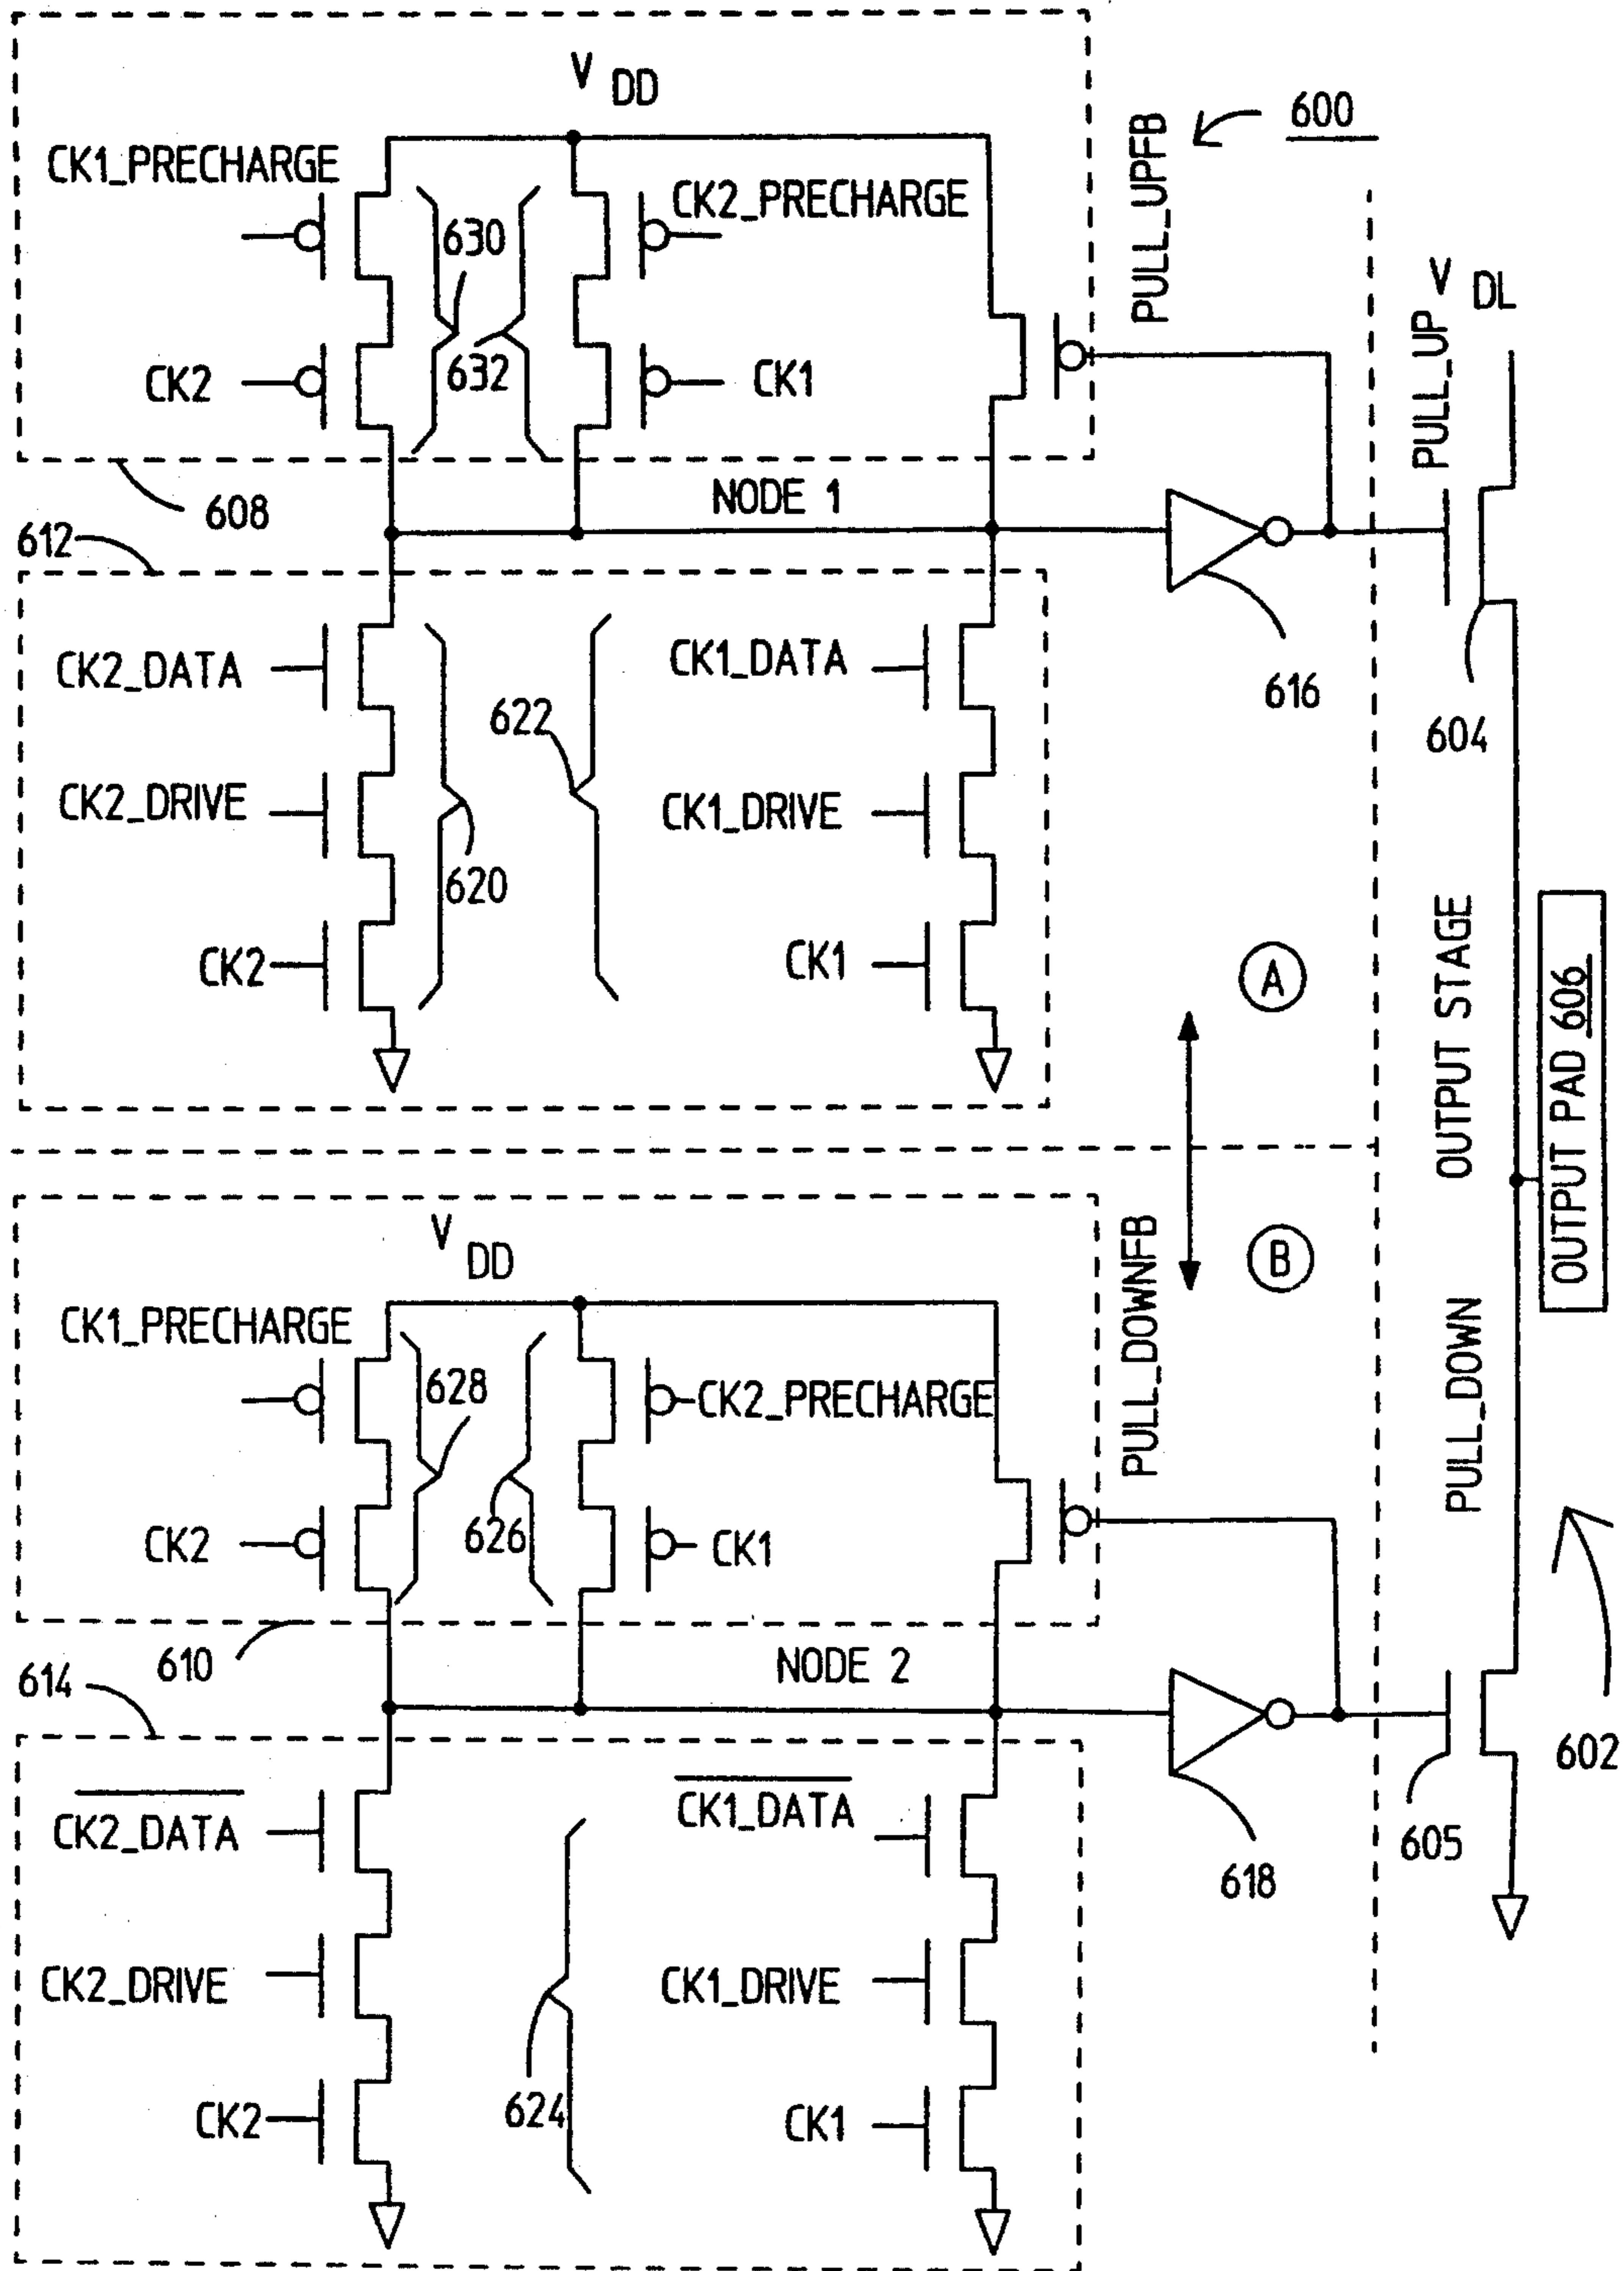 V DD
600
CK1_PRECHARGE
CK2_PRECHARGE
PULL_UPFB
630
632
CK2
CK1
V DL
PULL_UP
608
NODE 1
612
616
604
CK2_DATA
CK1_DATA
622
CK2_DRIVE
CK1_DRIVE
620
CK2
CK1
A
OUTPUT STAGE
OUTPUT PAD 606
B
V DD
PULL_DOWNFB
CK1_PRECHARGE
CK2_PRECHARGE
628
626
CK2
CK1
PULL_DOWN
610
NODE 2
614
602
605
618
C̅K̅2̅_̅D̅A̅T̅A̅
C̅K̅1̅_̅D̅A̅T̅A̅
CK2_DRIVE
CK1_DRIVE
624
CK2
CK1